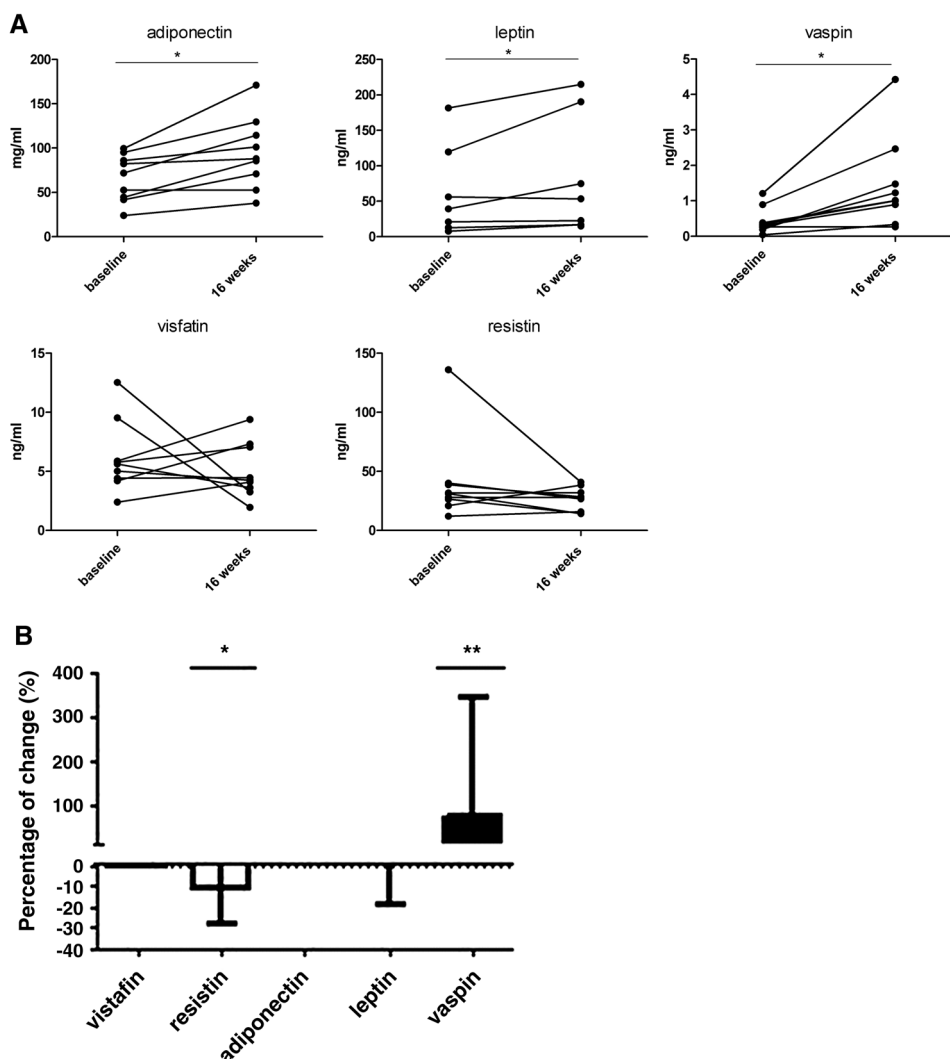 A
adiponectin
*
mg/ml
200
150
100
50
0
baseline
16 weeks
leptin
*
ng/ml
250
200
150
100
50
0
baseline
16 weeks
vaspin
*
ng/ml
5
4
3
2
1
0
baseline
16 weeks
visfatin
ng/ml
15
10
5
0
baseline
16 weeks
resistin
ng/ml
150
100
50
0
baseline
16 weeks
B
*
**
Percentage of change (%)
400
300
200
100
0
-10
-20
-30
-40
vistafin
resistin
adiponectin
leptin
vaspin